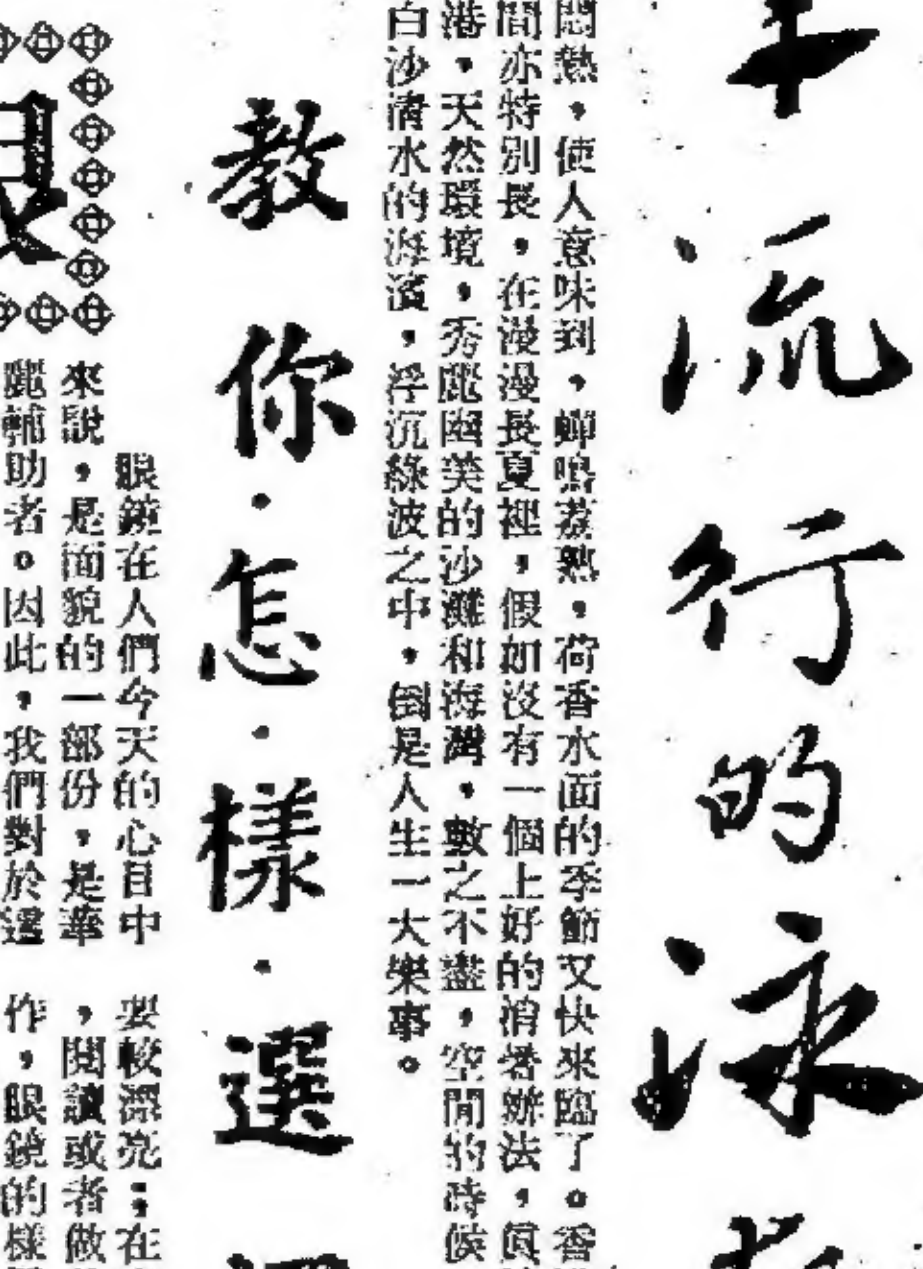 流行的泳
悶熱，使人意味到，蟬鳴荔熟，荷香水面的季節又快來臨了。香
間亦特別長，在漫漫長夏裡，假如沒有一個上好的消暑辦法，眞
港，天然環境，秀麗幽美的沙灘和海灣，數之不盡，空閒的時候
白沙清水的海濱，浮沉綠波之中，倒是人生一大樂事。
教你·怎·樣·選
眼鏡在人們今天的心目中
來說，是面貌的一部份，是華
麗輔助者。因此，我們對於選
要較漂亮；在
，閱讀或者做
作，眼鏡的樣